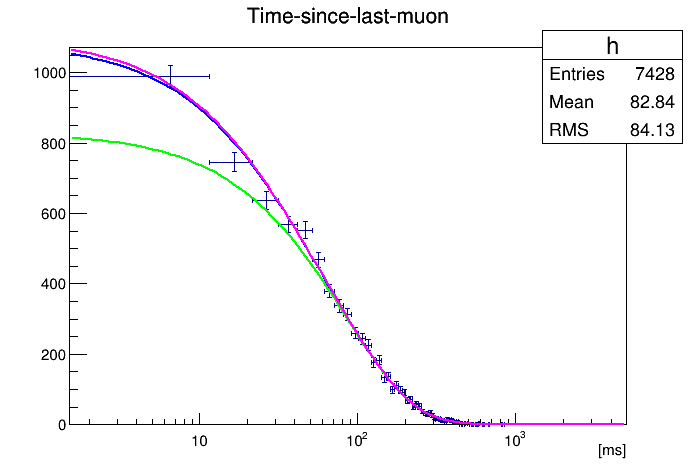 Time-since-last-muon
h
Entries 7428
Mean 82.84
RMS 84.13
1000
800
600
400
200
0
10 10² 10³
[ms]